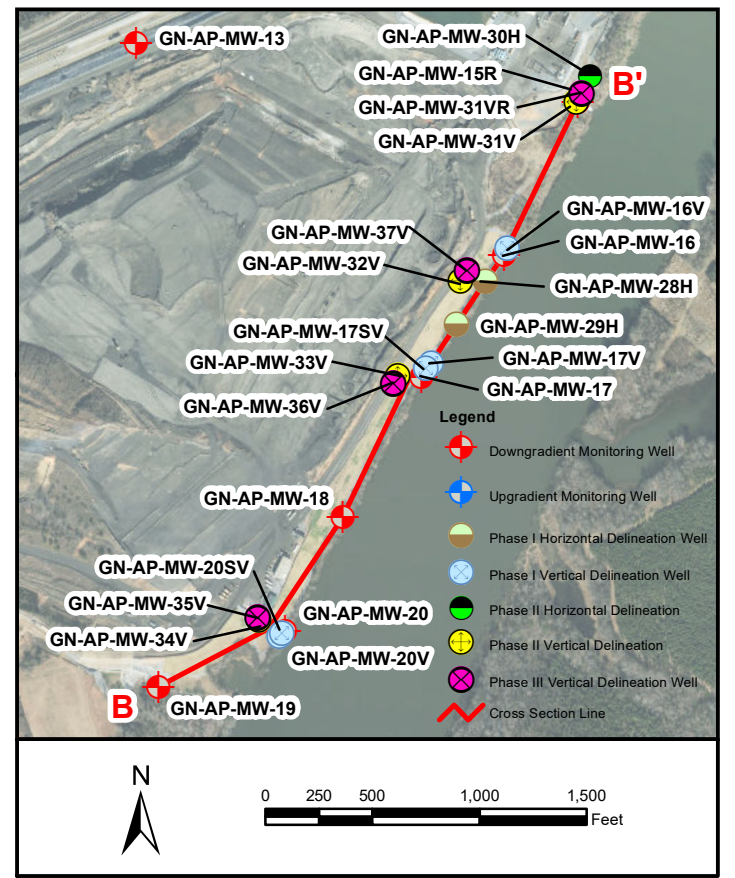 GN-AP-MW-13
GN-AP-MW-30H
GN-AP-MW-15R
B'
GN-AP-MW-31VR
GN-AP-MW-31V
GN-AP-MW-16V
GN-AP-MW-37V
GN-AP-MW-16
GN-AP-MW-32V
GN-AP-MW-28H
GN-AP-MW-17SV
GN-AP-MW-29H
GN-AP-MW-33V
GN-AP-MW-17V
GN-AP-MW-17
GN-AP-MW-36V
Legend
Downgradient Monitoring Well
Upgradient Monitoring Well
Phase I Horizontal Delineation Well
Phase I Vertical Delineation Well
Phase II Horizontal Delineation
Phase II Vertical Delineation
Phase III Vertical Delineation Well
Cross Section Line
GN-AP-MW-18
GN-AP-MW-20SV
GN-AP-MW-35V
GN-AP-MW-20
GN-AP-MW-34V
GN-AP-MW-20V
B
GN-AP-MW-19
N
0 250 500 1,000 1,500
Feet